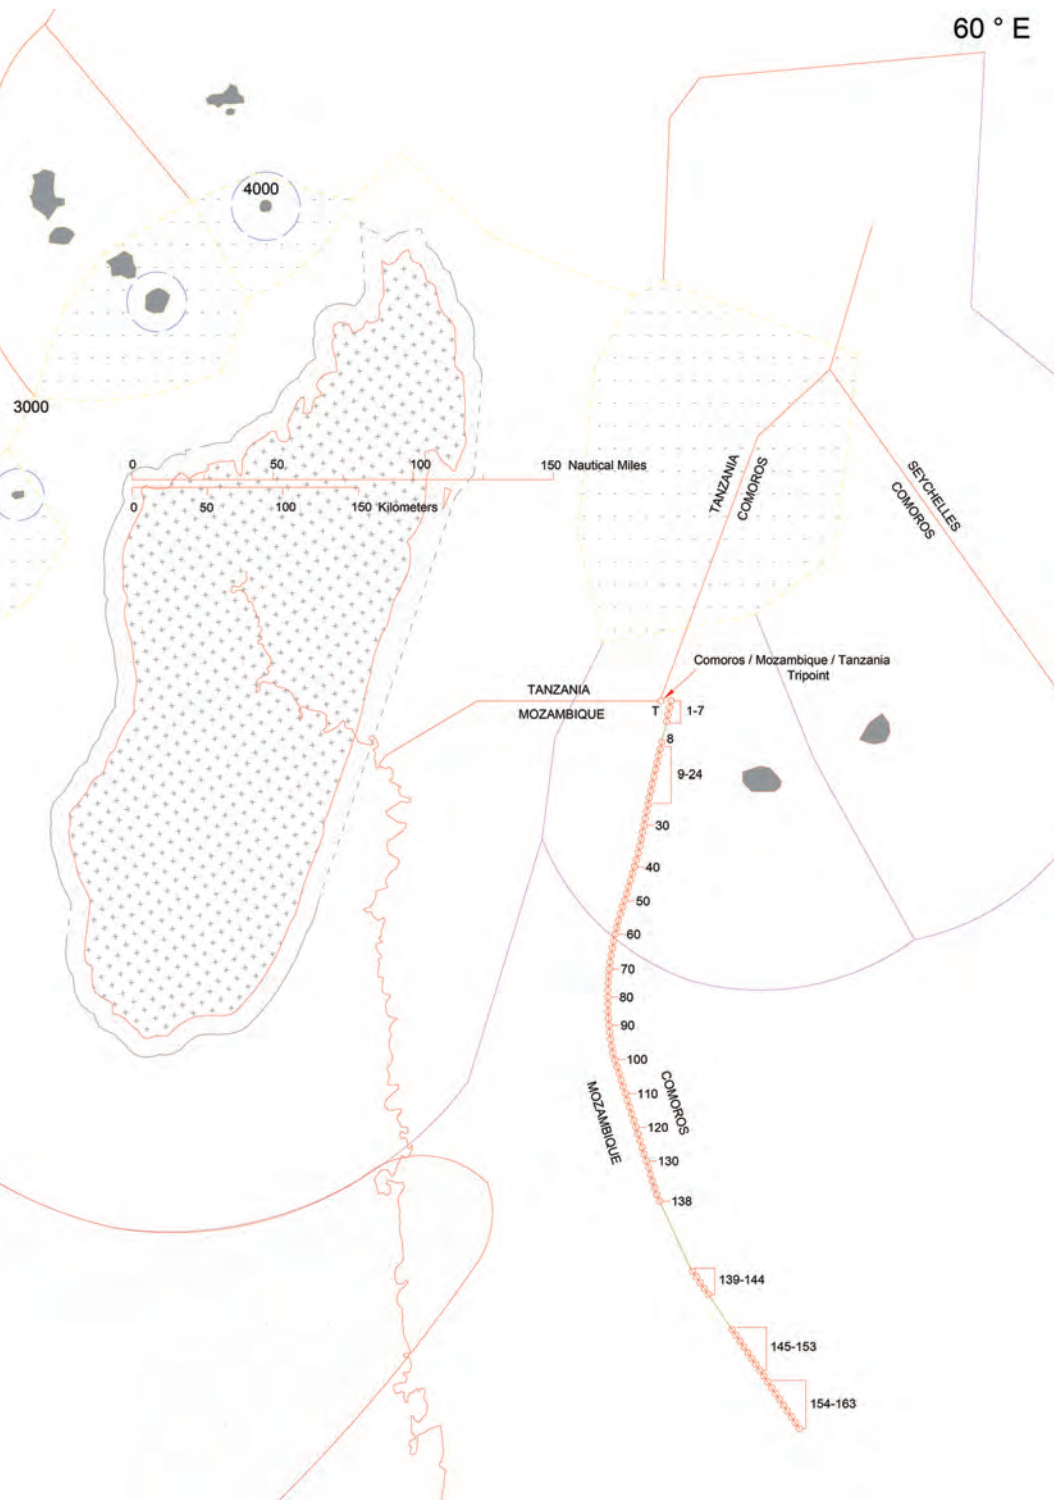 60 ° E
4000
3000
0 50 100 150 Nautical Miles
0 50 100 150 Kilometers
TANZANIA
COMOROS
SEYCHELLES
COMOROS
Comoros / Mozambique / Tanzania
Tripoint
TANZANIA
MOZAMBIQUE
T
1-7
8
9-24
30
40
50
60
70
80
90
100
110
120
130
138
MOZAMBIQUE
COMOROS
139-144
145-153
154-163